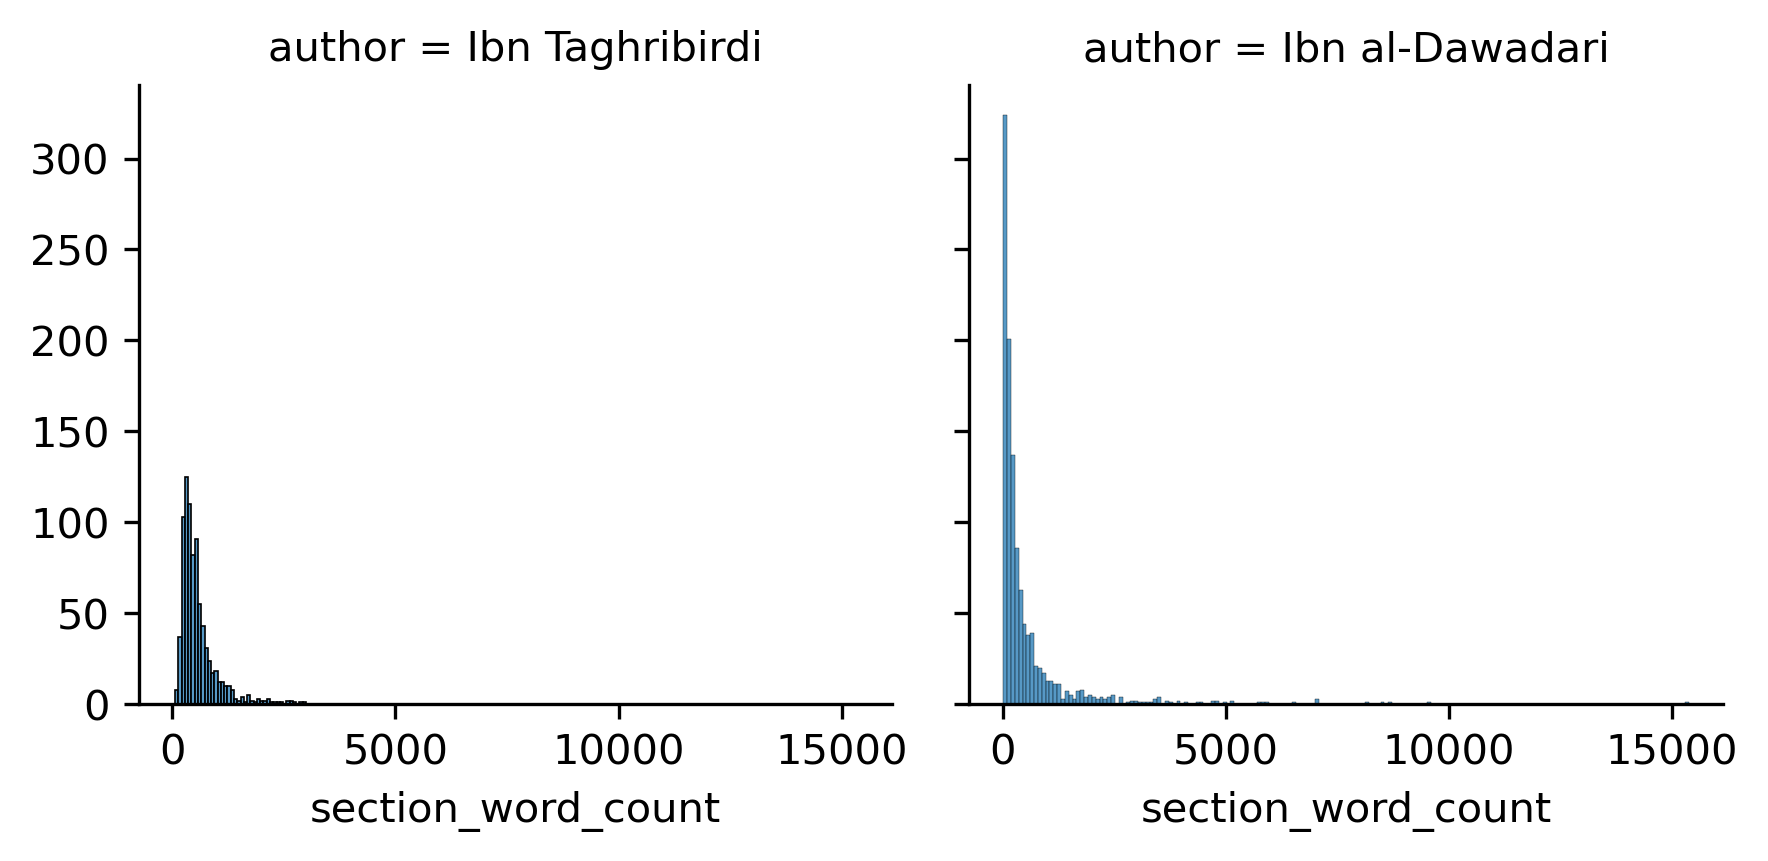 author = Ibn Taghribirdi
author = Ibn al-Dawadari
300
250
200
150
100
50
0
0 5000 10000 15000
0 5000 10000 15000
section_word_count
section_word_count